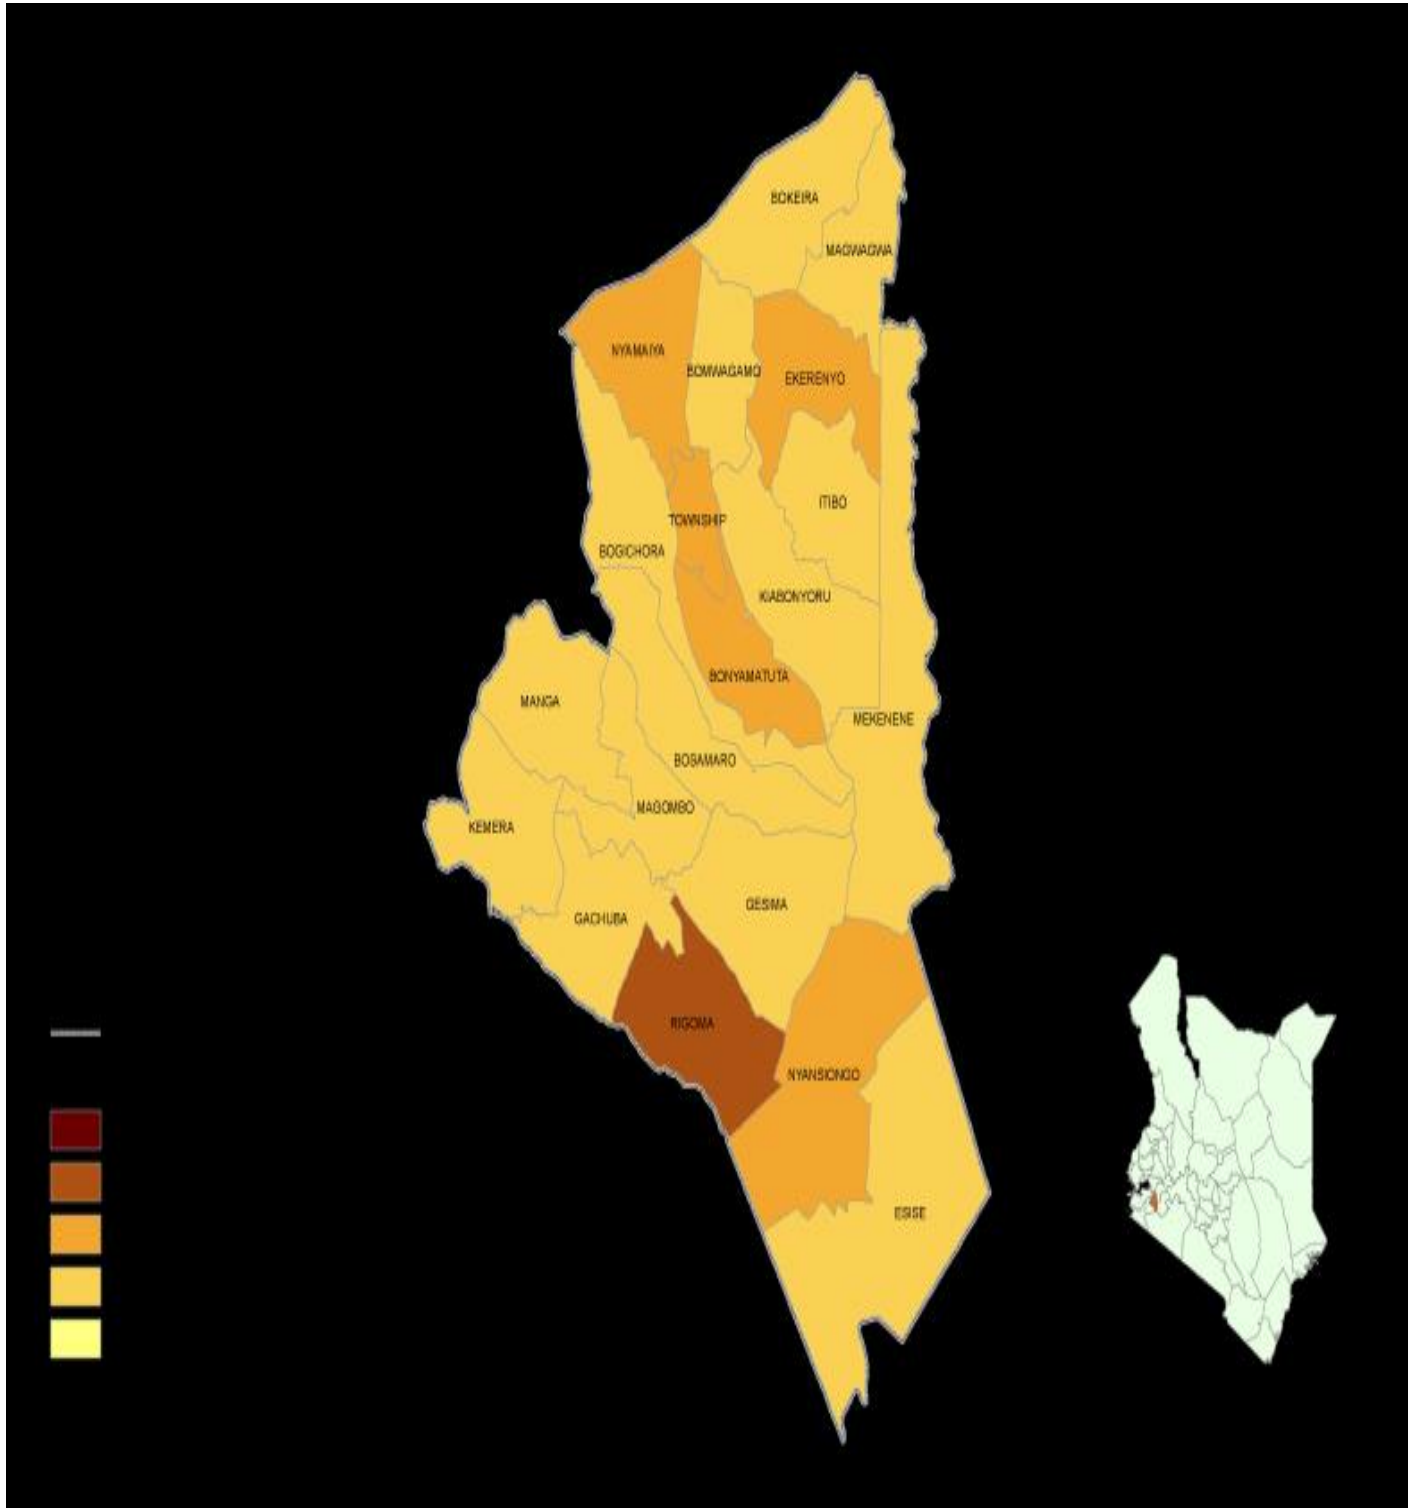 BOKEIRA
MAGWAGWA
NYAMAIYA
BOMWAGAMO
EKERENYO
ITIBO
TOWNSHIP
BOGICHORA
KIABONYORU
BONYAMATUTA
MANGA
MEKENENE
BOSAMARO
MAGOMBO
KEMERA
GESIMA
GACHUBA
RIGOMA
NYANSIONGO
ESISE